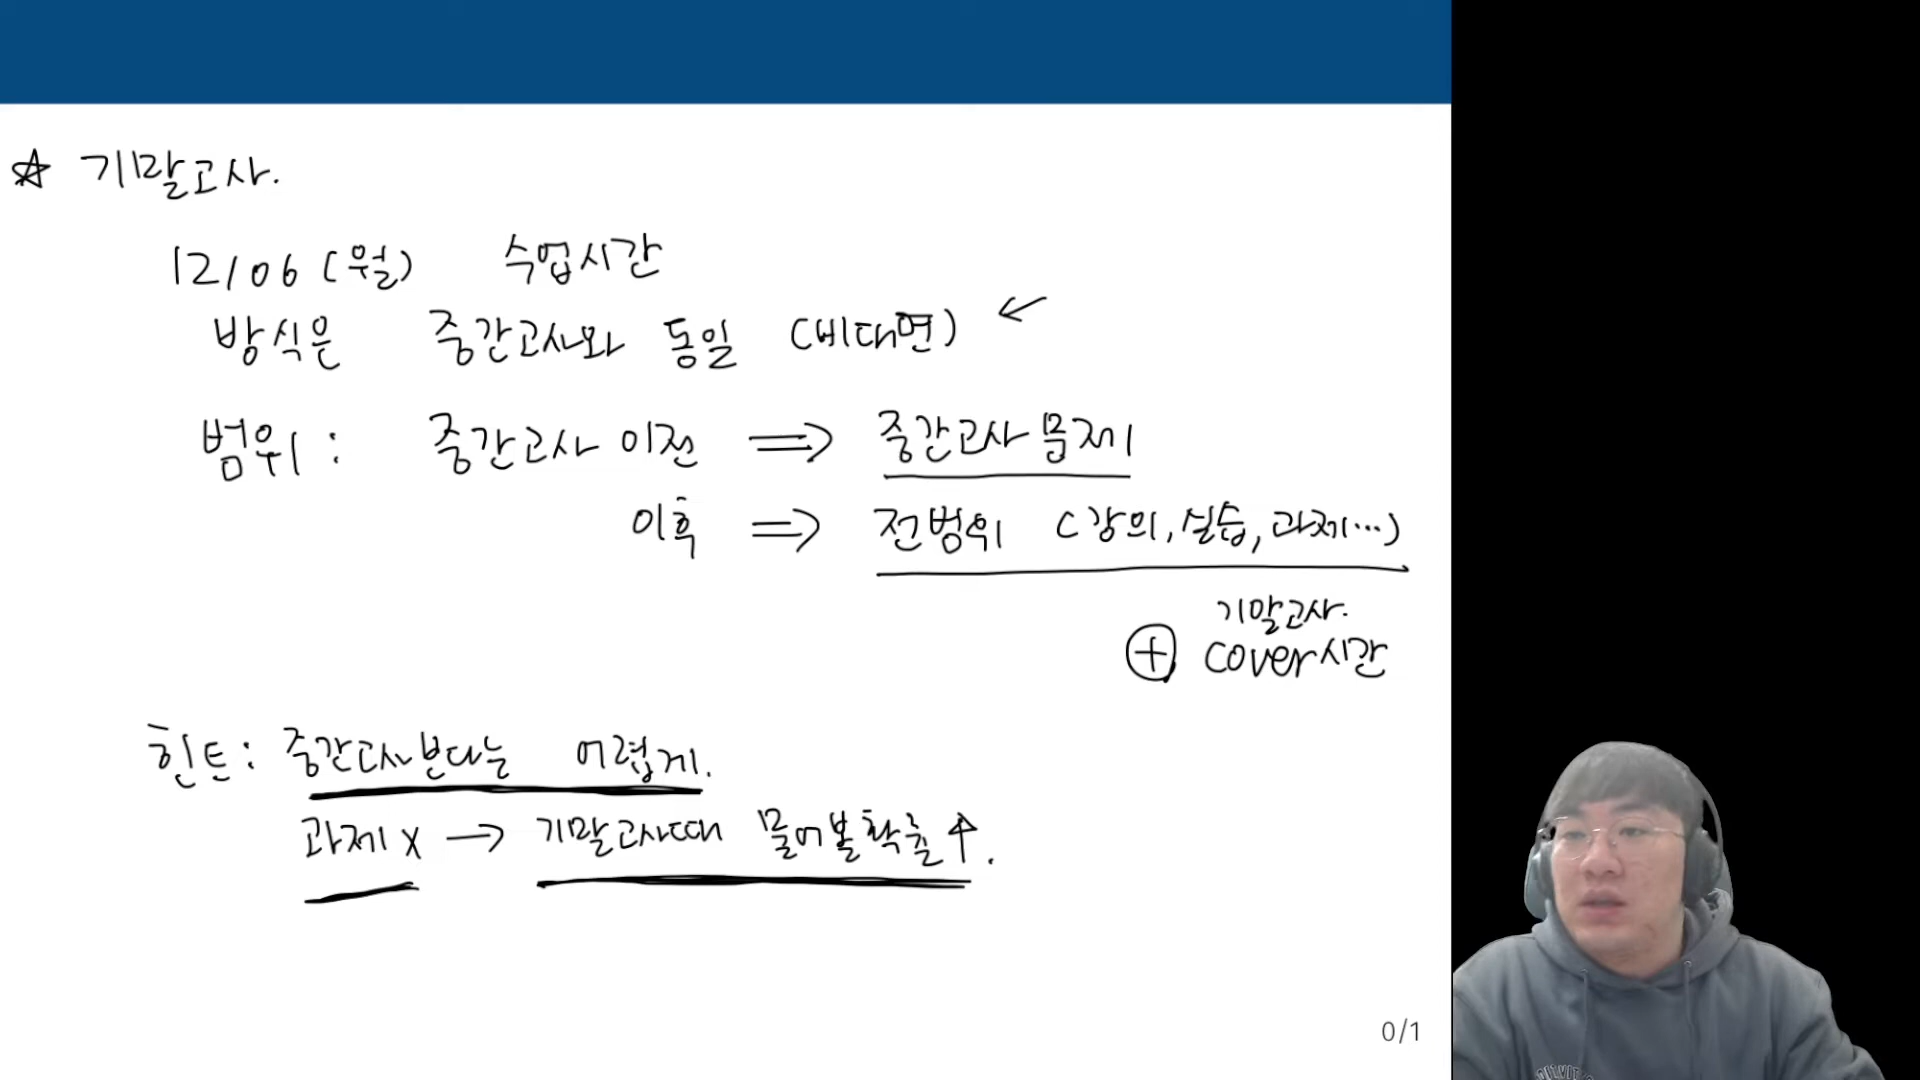 ☆ 기말고사.
12/06 (월) 수업시간
방식은 중간고사와 동일 (비대면) ←
범위 : 중간고사 이전 ⇒ 중간고사 문제
이후 ⇒ 전범위 (강의, 실습, 과제...)
기말고사.
⊕ cover시간
힌트 : 중간고사보다는 어렵게.
과제 x → 기말고사때 물어볼확률↑.
0/1